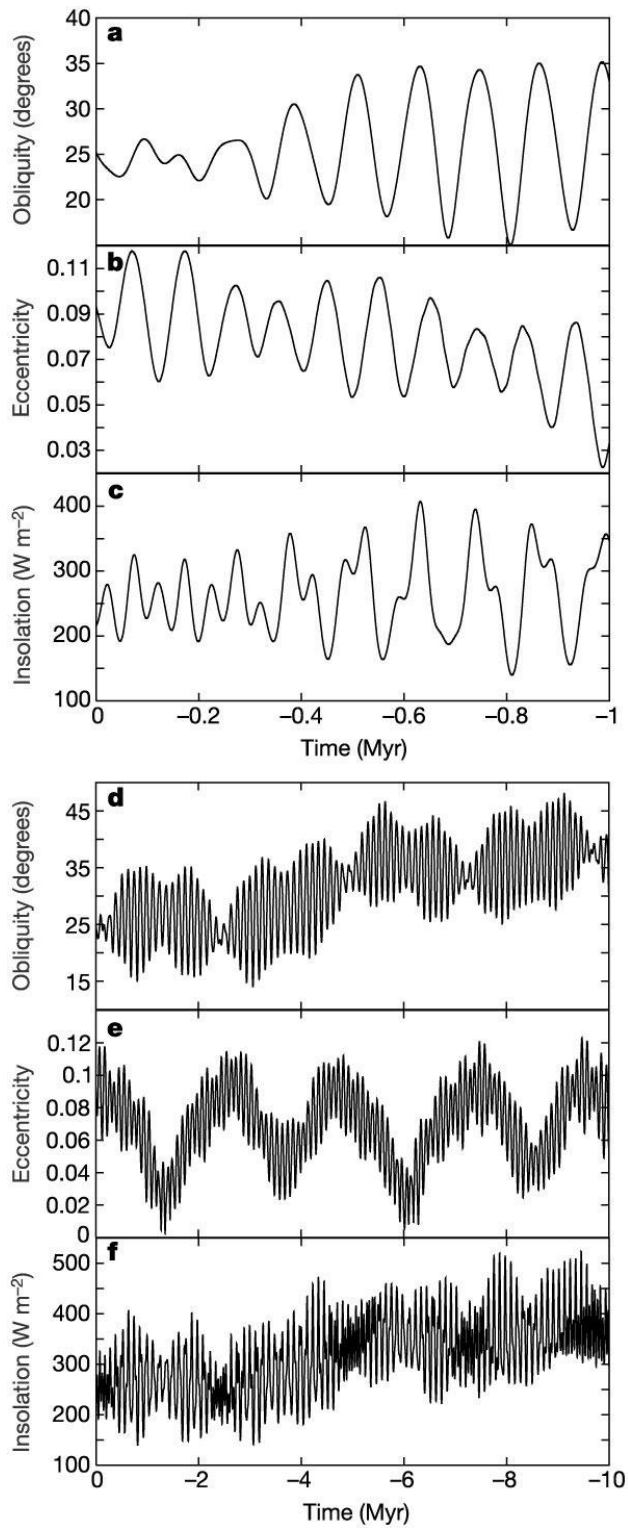 a
Obliquity (degrees)
40
35
30
25
20
b
Eccentricity
0.11
0.09
0.07
0.05
0.03
c
Insolation (W m−2)
400
300
200
100
0 −0.2 −0.4 −0.6 −0.8 −1
Time (Myr)
d
Obliquity (degrees)
45
35
25
15
e
Eccentricity
0.12
0.1
0.08
0.06
0.04
0.02
0
f
Insolation (W m−2)
500
400
300
200
100
0 −2 −4 −6 −8 −10
Time (Myr)